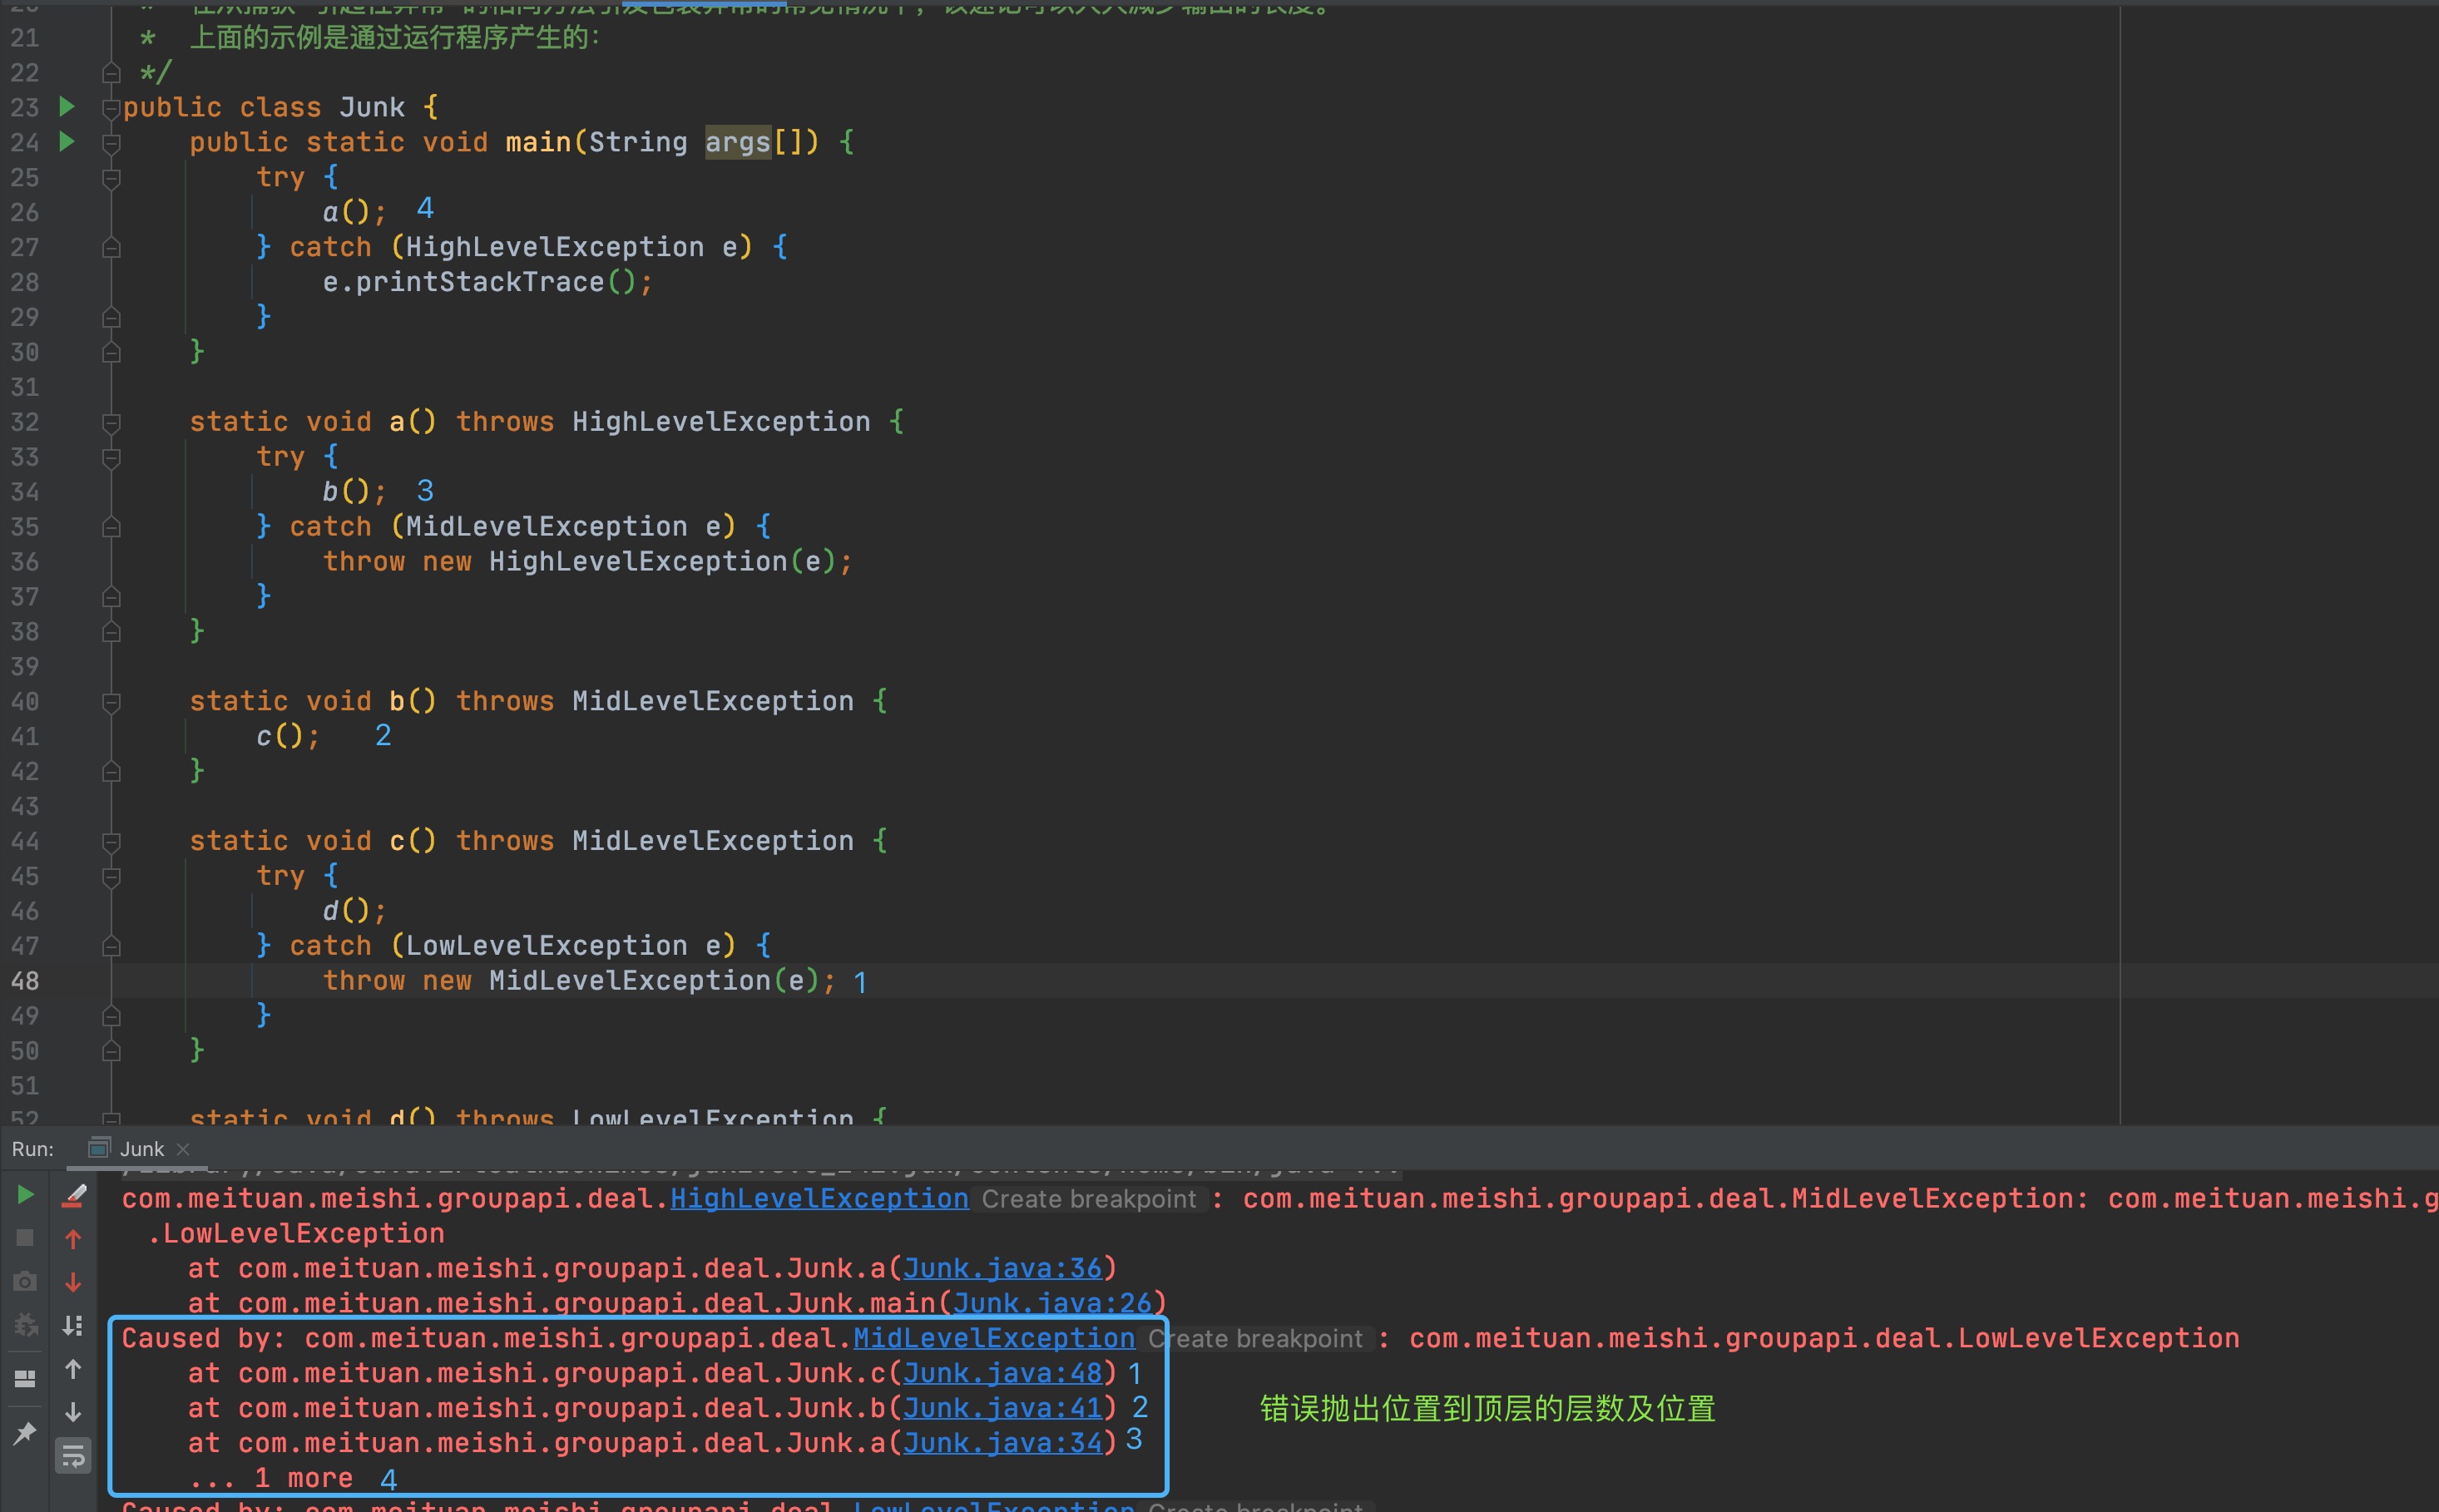 21 * 上面的示例是通过运行程序产生的：
22 */
23 public class Junk {
24 public static void main(String args[]) {
25 try {
26 a(); 4
27 } catch (HighLevelException e) {
28 e.printStackTrace();
29 }
30 }
31
32 static void a() throws HighLevelException {
33 try {
34 b(); 3
35 } catch (MidLevelException e) {
36 throw new HighLevelException(e);
37 }
38 }
39
40 static void b() throws MidLevelException {
41 c(); 2
42 }
43
44 static void c() throws MidLevelException {
45 try {
46 d();
47 } catch (LowLevelException e) {
48 throw new MidLevelException(e); 1
49 }
50 }
51
52 static void d() throws LowLevelException {
Run: Junk
com.meituan.meishi.groupapi.deal.HighLevelException Create breakpoint : com.meituan.meishi.groupapi.deal.MidLevelException: com.meituan.meishi.g
.LowLevelException
at com.meituan.meishi.groupapi.deal.Junk.a(Junk.java:36)
at com.meituan.meishi.groupapi.deal.Junk.main(Junk.java:26)
Caused by: com.meituan.meishi.groupapi.deal.MidLevelException Create breakpoint : com.meituan.meishi.groupapi.deal.LowLevelException
at com.meituan.meishi.groupapi.deal.Junk.c(Junk.java:48) 1
at com.meituan.meishi.groupapi.deal.Junk.b(Junk.java:41) 2
错误抛出位置到顶层的层数及位置
at com.meituan.meishi.groupapi.deal.Junk.a(Junk.java:34) 3
... 1 more 4
Caused by: com.meituan.meishi.groupapi.deal.LowLevelException Create breakpoint